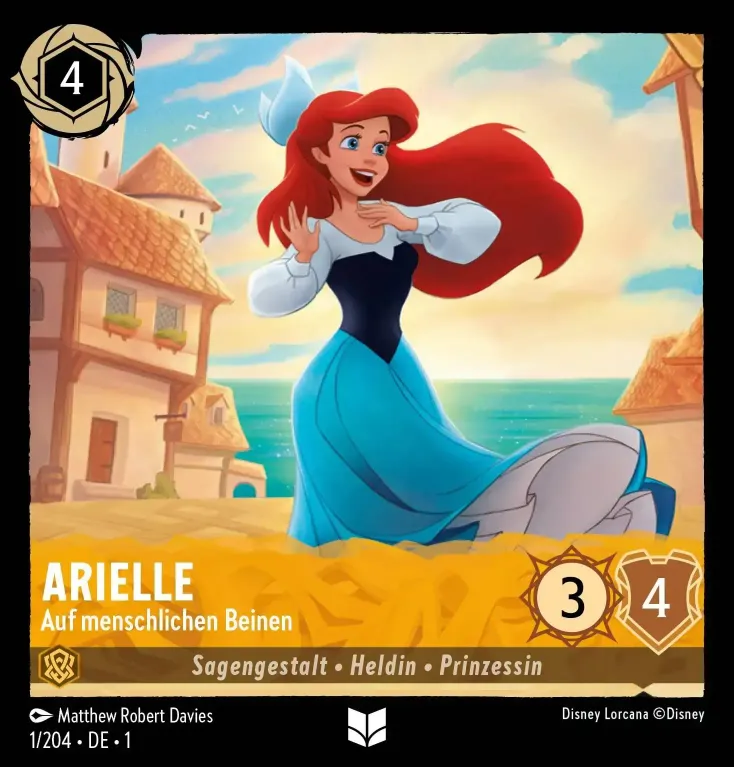 4
ARIELLE
Auf menschlichen Beinen
3
4
Sagengestalt • Heldin • Prinzessin
Matthew Robert Davies
Disney Lorcana ©Disney
1/204 • DE • 1